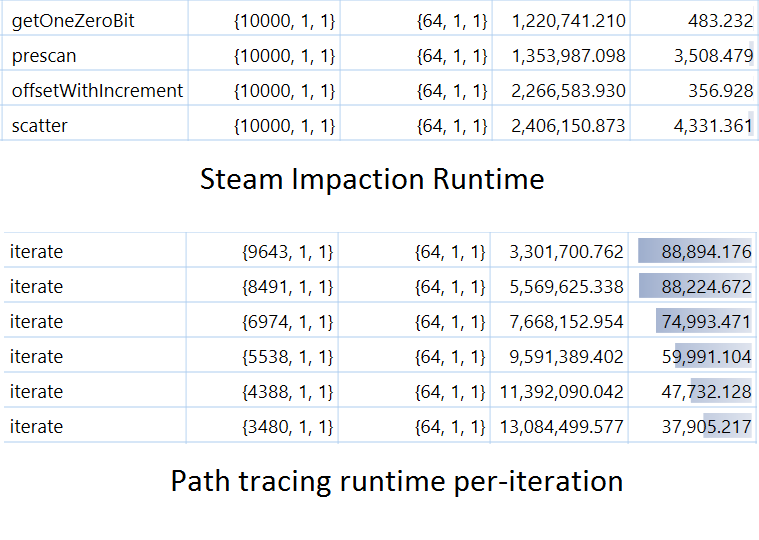 getOneZeroBit {10000, 1, 1} {64, 1, 1} 1,220,741.210 483.232
prescan {10000, 1, 1} {64, 1, 1} 1,353,987.098 3,508.479
offsetWithIncrement {10000, 1, 1} {64, 1, 1} 2,266,583.930 356.928
scatter {10000, 1, 1} {64, 1, 1} 2,406,150.873 4,331.361
Steam Impaction Runtime
iterate {9643, 1, 1} {64, 1, 1} 3,301,700.762 88,894.176
iterate {8491, 1, 1} {64, 1, 1} 5,569,625.338 88,224.672
iterate {6974, 1, 1} {64, 1, 1} 7,668,152.954 74,993.471
iterate {5538, 1, 1} {64, 1, 1} 9,591,389.402 59,991.104
iterate {4388, 1, 1} {64, 1, 1} 11,392,090.042 47,732.128
iterate {3480, 1, 1} {64, 1, 1} 13,084,499.577 37,905.217
Path tracing runtime per-iteration